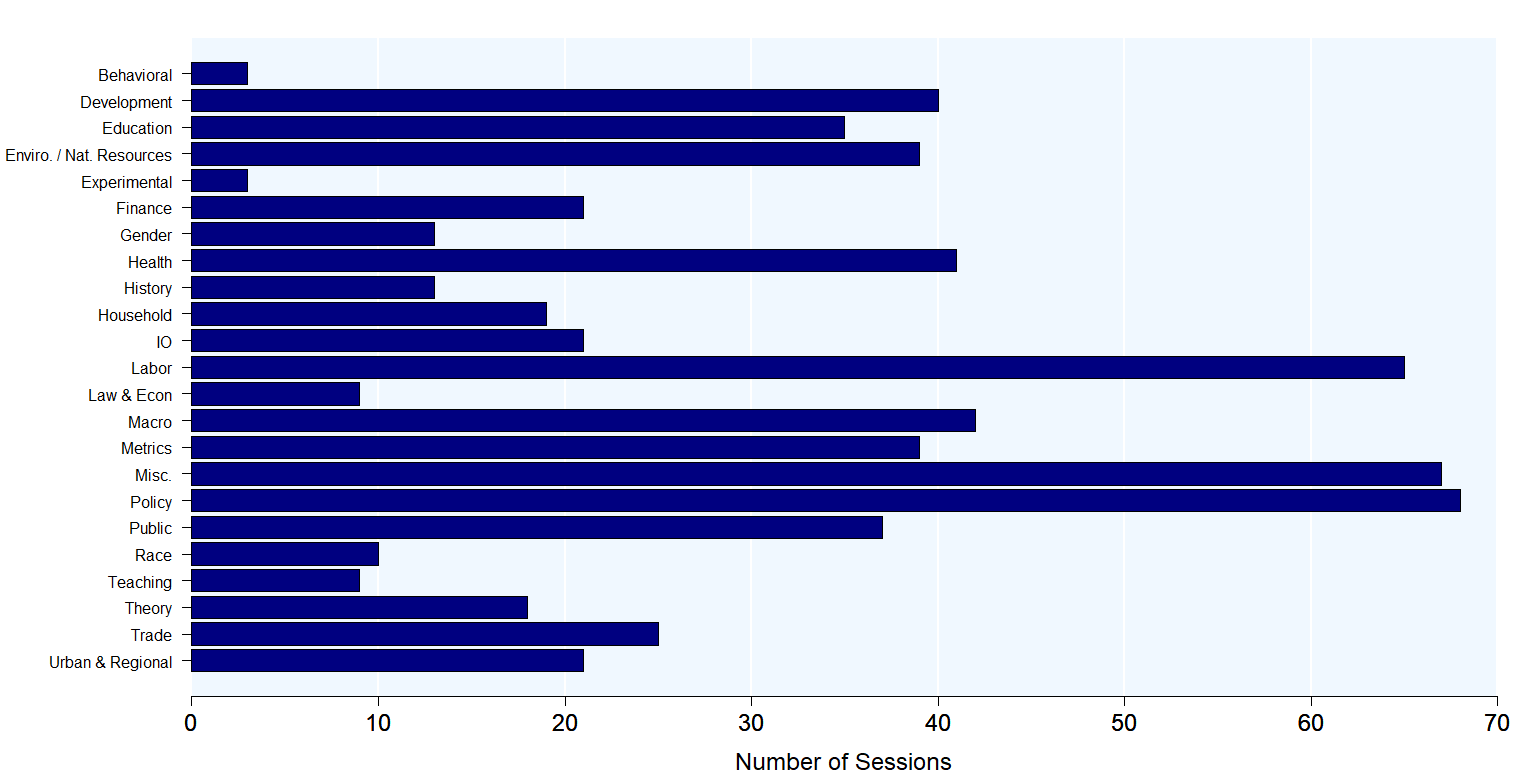 Behavioral
Development
Education
Enviro. / Nat. Resources
Experimental
Finance
Gender
Health
History
Household
IO
Labor
Law & Econ
Macro
Metrics
Misc.
Policy
Public
Race
Teaching
Theory
Trade
Urban & Regional
0 10 20 30 40 50 60 70
Number of Sessions